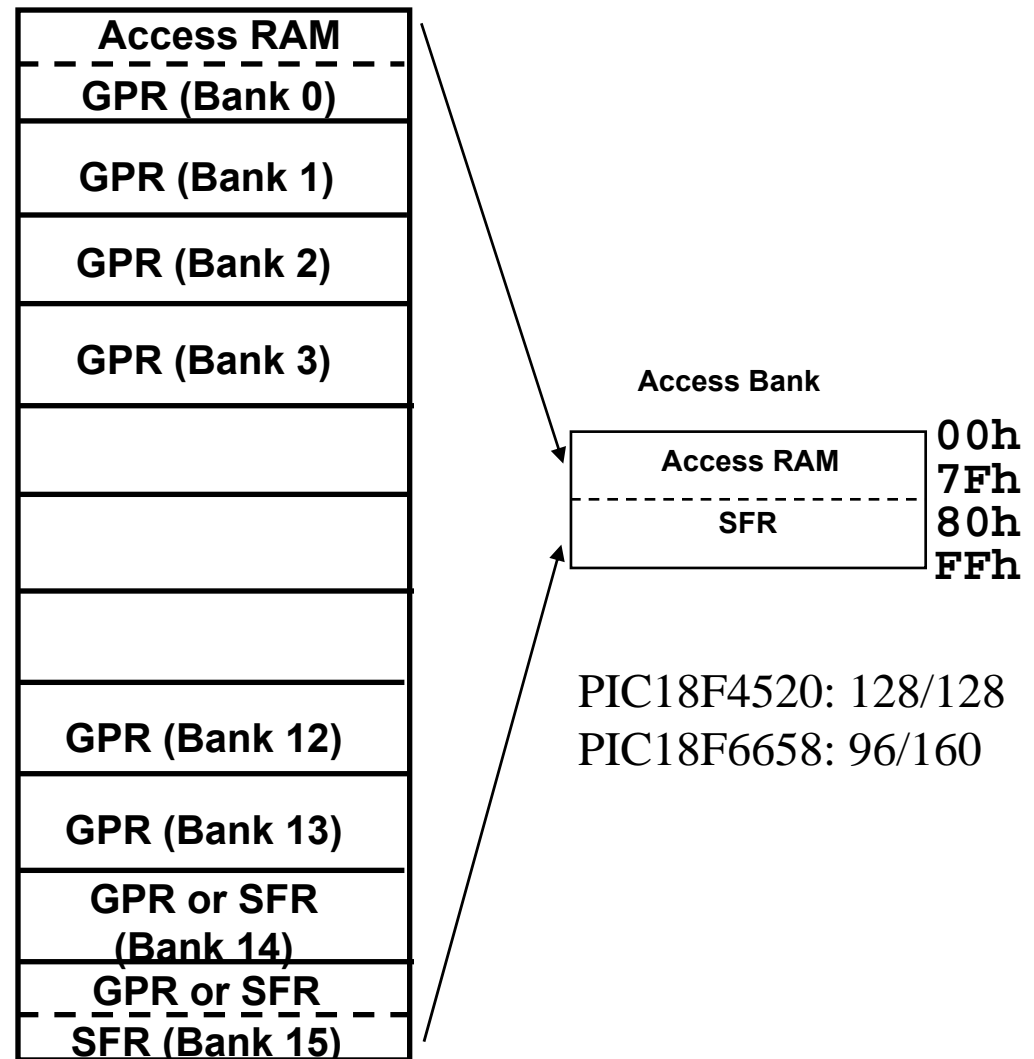 Access RAM
GPR (Bank 0)
GPR (Bank 1)
GPR (Bank 2)
GPR (Bank 3)
GPR (Bank 12)
GPR (Bank 13)
GPR or SFR
(Bank 14)
GPR or SFR
SFR (Bank 15)
Access Bank
Access RAM
SFR
00h
7Fh
80h
FFh
PIC18F4520: 128/128
PIC18F6658: 96/160